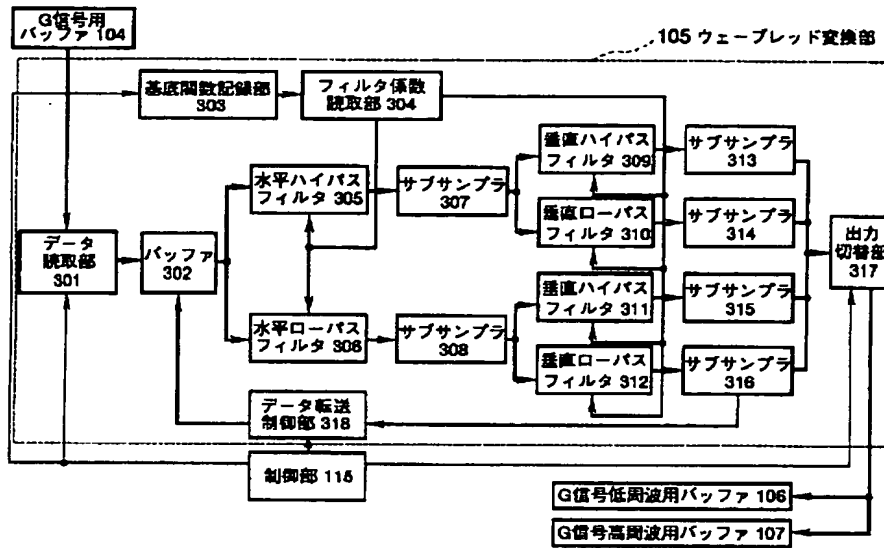 G信号用
バッファ 104
105 ウェーブレッド変換部
基底関数記録部
303
フィルタ係数
読取部 304
垂直ハイパス
フィルタ 309
サブサンプラ
313
水平ハイパス
フィルタ 305
サブサンプラ
307
垂直ローパス
フィルタ 310
サブサンプラ
314
データ
読取部
301
バッファ
302
出力
切替部
317
垂直ハイパス
フィルタ 311
サブサンプラ
315
水平ローパス
フィルタ 306
サブサンプラ
308
垂直ローパス
フィルタ 312
サブサンプラ
316
データ転送
制御部 318
制御部 115
G信号低周波用バッファ 106
G信号高周波用バッファ 107